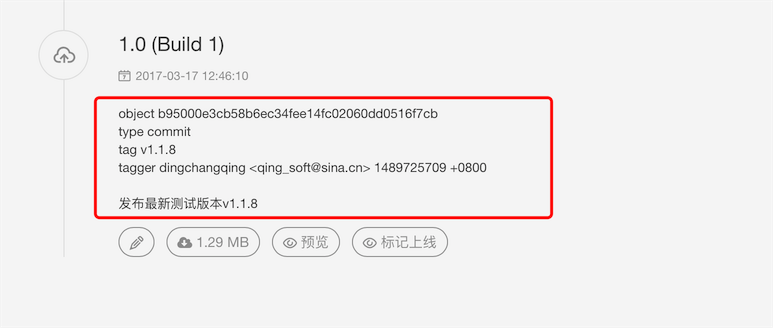 1.0 (Build 1)
2017-03-17 12:46:10
object b95000e3cb58b6ec34fee14fc02060dd0516f7cb
type commit
tag v1.1.8
tagger dingchangqing <qing_soft@sina.cn> 1489725709 +0800
发布最新测试版本v1.1.8
1.29 MB
预览
标记上线